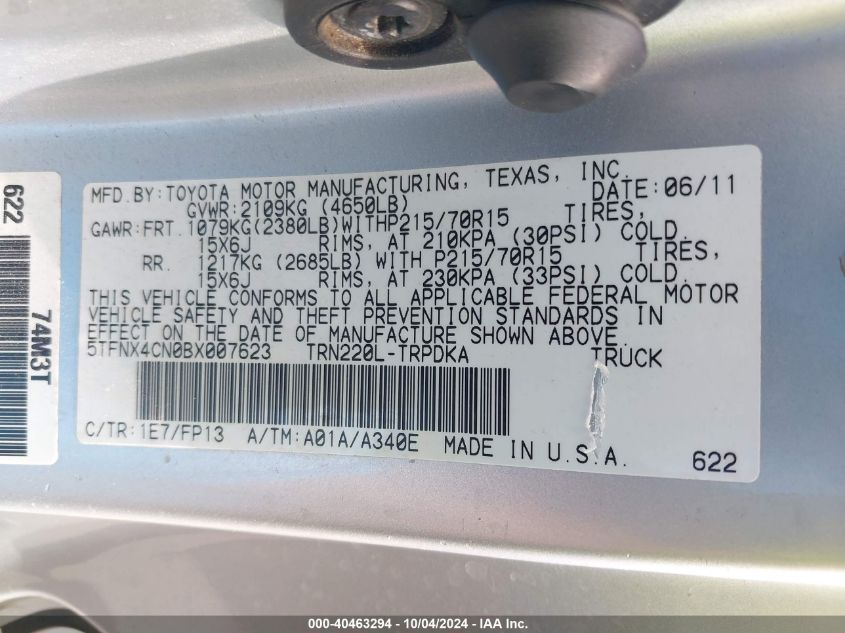 MFD. BY: TOYOTA MOTOR MANUFACTURING, TEXAS, INC.
GVWR: 2109KG (4650LB) DATE: 06/11
GAWR: FRT. 1079KG(2380LB)WITHP215/70R15 TIRES,
15X6J RIMS, AT 210KPA (30PSI) COLD.
RR. 1217KG (2685LB) WITH P215/70R15 TIRES,
15X6J RIMS, AT 230KPA (33PSI) COLD.
THIS VEHICLE CONFORMS TO ALL APPLICABLE FEDERAL MOTOR
VEHICLE SAFETY AND THEFT PREVENTION STANDARDS IN
EFFECT ON THE DATE OF MANUFACTURE SHOWN ABOVE.
5TFNX4CN0BX007623 TRN220L-TRPDKA TRUCK
C/TR: 1E7/FP13 A/TM: A01A/A340E MADE IN U.S.A. 622
622
74M3T
000-40463294 - 10/04/2024 - IAA Inc.